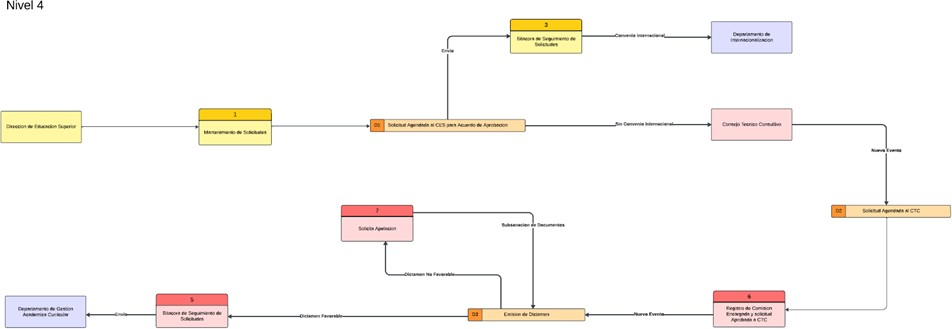 Nivel 4
3
Bitacora de Seguimiento de
Solicitudes
Convenio Internacional
Departamento de
Internacionalizacion
Envia
Direccion de Educacion Superior
1
Mantenimiento de Solicitudes
D1
Solicitud Agendada al CES para Acuerdo de Aprobacion
Sin Convenio Internacional
Consejo Tecnico Consultivo
Nuevo Evento
D2
Solicitud Agendada al CTC
7
Solicita Apelacion
Subsanacion de Documentos
Dictamen No Favorable
Departamento de Gestion
Academica Curricular
Envia
5
Bitacora de Seguimiento de
Solicitudes
Dictamen Favorable
D3
Emision de Dictamen
Nuevo Evento
6
Registro de Comision
Encargada y solicitud
Aprobada a CTC